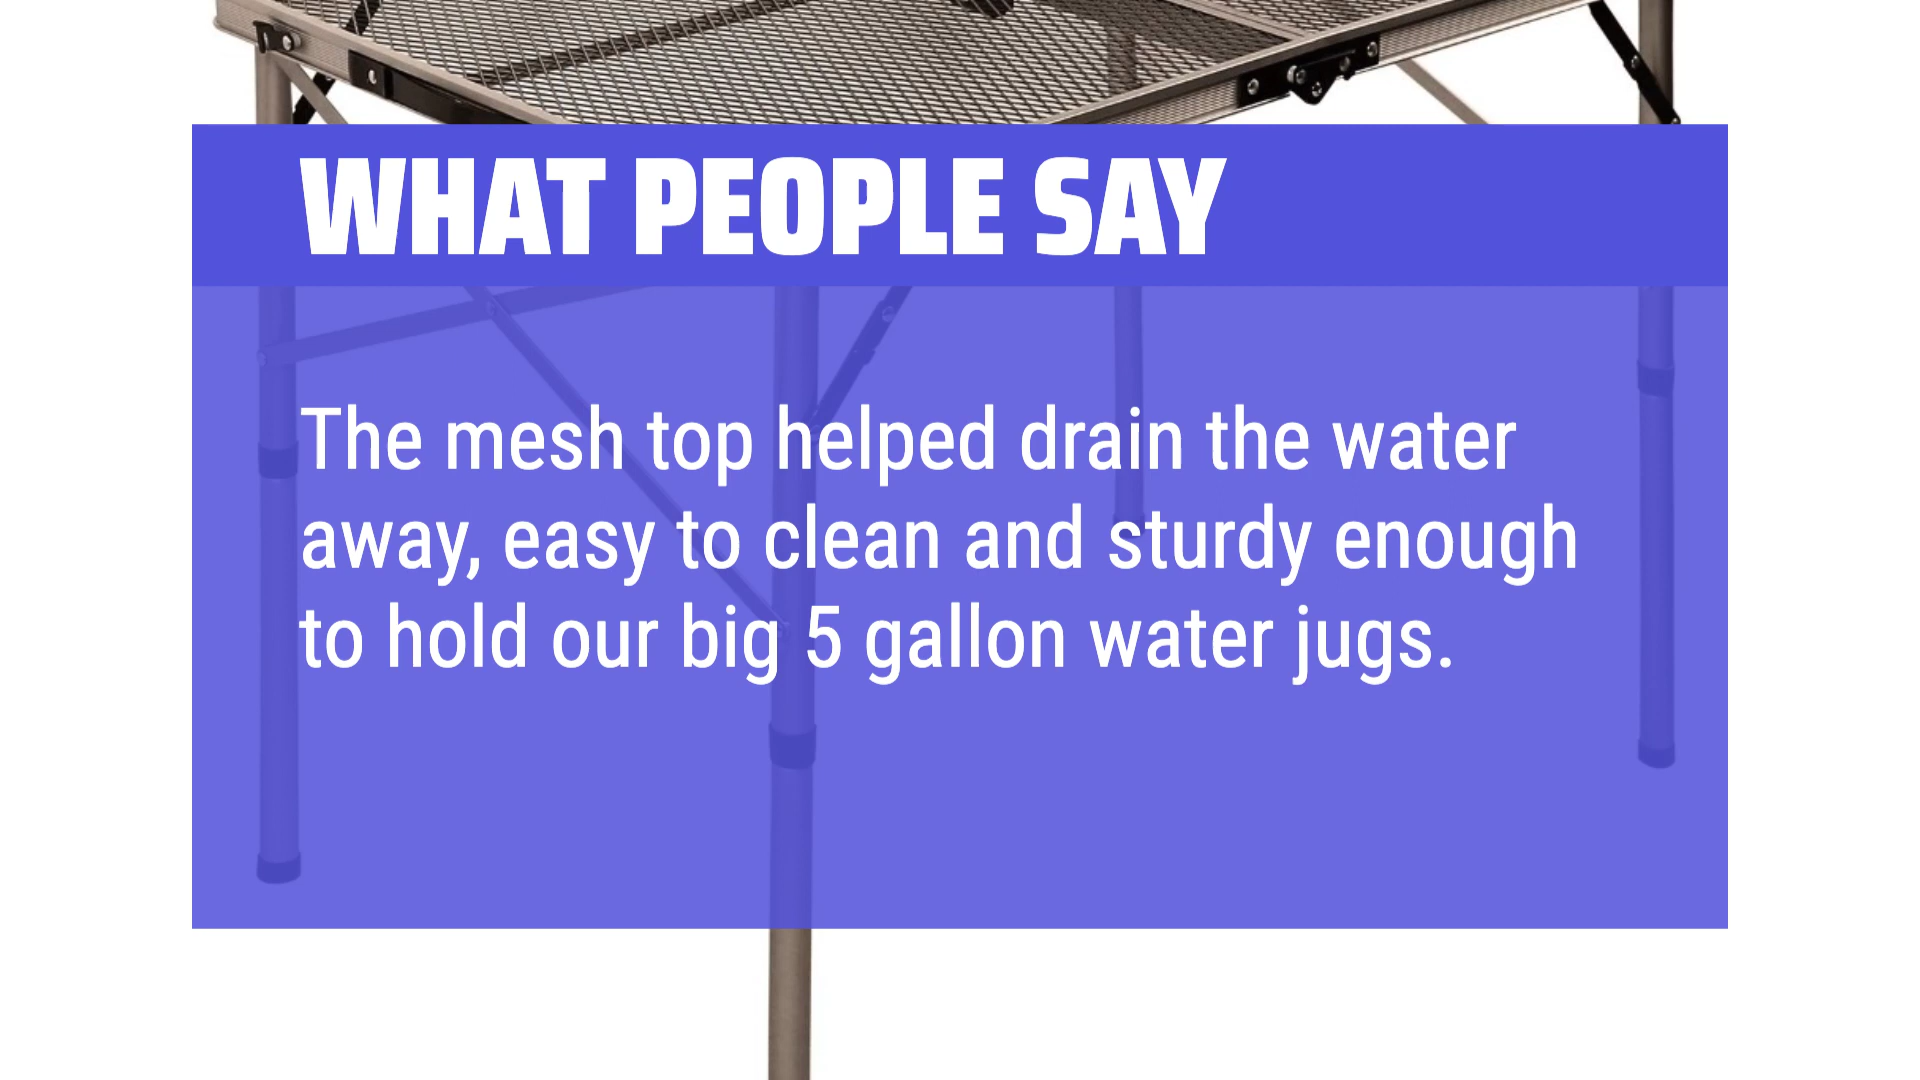 WHAT PEOPLE SAY
The mesh top helped drain the water
away, easy to clean and sturdy enough
to hold our big 5 gallon water jugs.